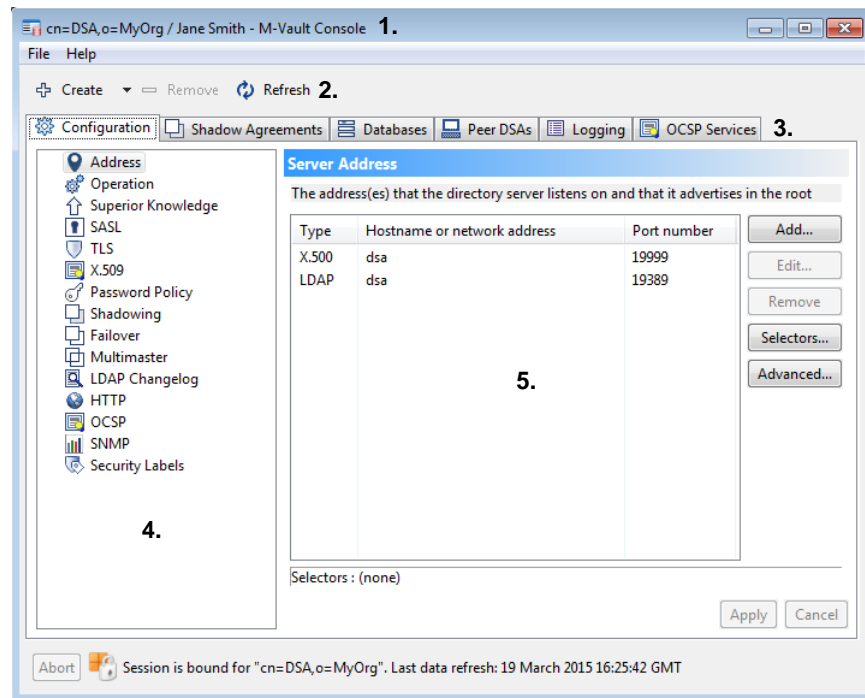 cn=DSA,o=MyOrg / Jane Smith - M-Vault Console 1.
File Help
Create Remove Refresh 2.
Configuration Shadow Agreements Databases Peer DSAs Logging OCSP Services 3.
Address
Operation
Superior Knowledge
SASL
TLS
X.509
Password Policy
Shadowing
Failover
Multimaster
LDAP Changelog
HTTP
OCSP
SNMP
Security Labels
4.
Server Address
The address(es) that the directory server listens on and that it advertises in the root
Type Hostname or network address Port number
X.500 dsa 19999
LDAP dsa 19389
5.
Add...
Edit...
Remove
Selectors...
Advanced...
Selectors : (none)
Apply Cancel
Abort Session is bound for "cn=DSA,o=MyOrg". Last data refresh: 19 March 2015 16:25:42 GMT